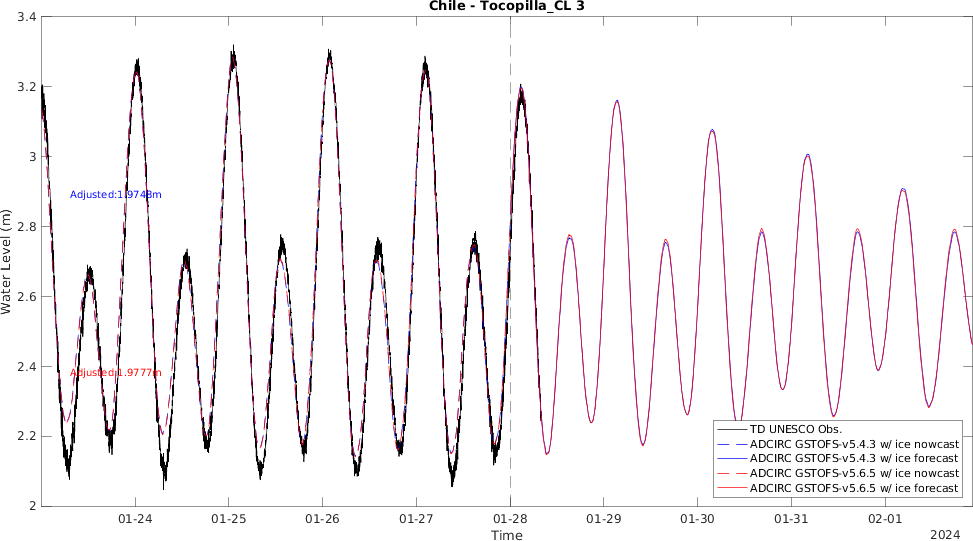 Chile - Tocopilla_CL 3
3.4
3.2
3
2.8
2.6
2.4
2.2
2
Water Level (m)
Adjusted:1.9748m
Adjusted:1.9777m
TD UNESCO Obs.
ADCIRC GSTOFS-v5.4.3 w/ ice nowcast
ADCIRC GSTOFS-v5.4.3 w/ ice forecast
ADCIRC GSTOFS-v5.6.5 w/ ice nowcast
ADCIRC GSTOFS-v5.6.5 w/ ice forecast
01-24 01-25 01-26 01-27 01-28 01-29 01-30 01-31 02-01
Time
2024